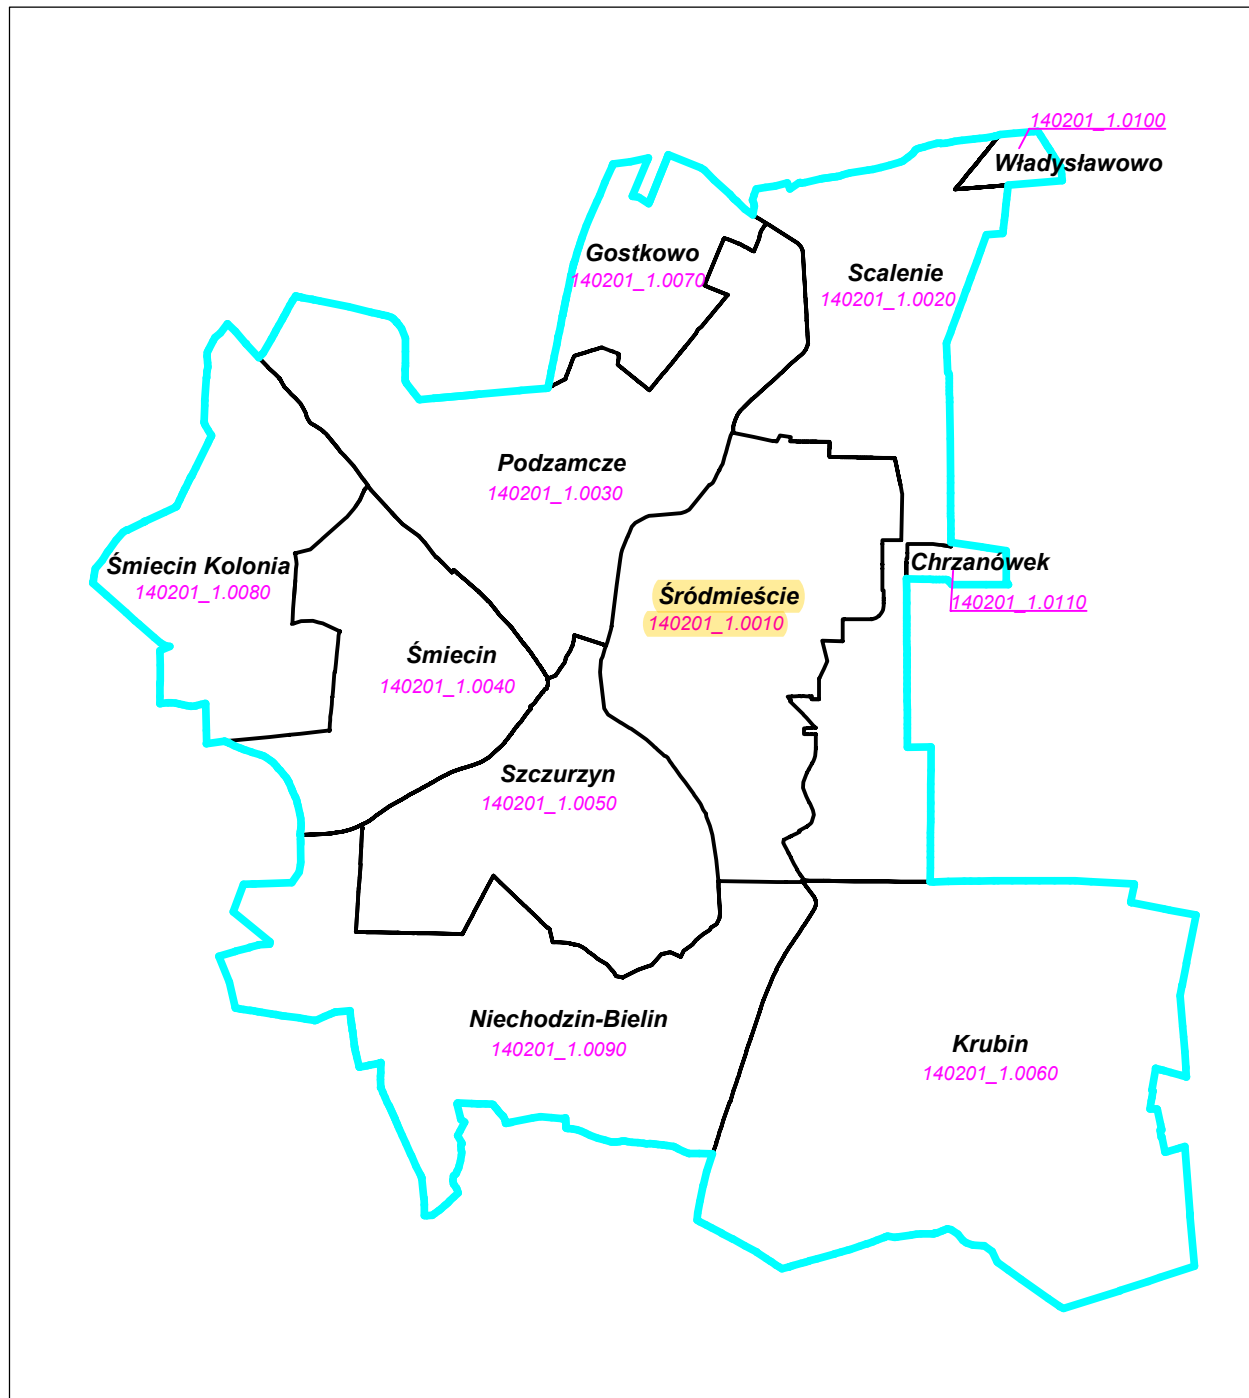 140201_1.0100
Władysławowo
Gostkowo
140201_1.0070
Scalenie
140201_1.0020
Podzamcze
140201_1.0030
Śmiecin Kolonia
140201_1.0080
Chrzanówek
140201_1.0110
Śródmieście
140201_1.0010
Śmiecin
140201_1.0040
Szczurzyn
140201_1.0050
Niechodzin-Bielin
140201_1.0090
Krubin
140201_1.0060